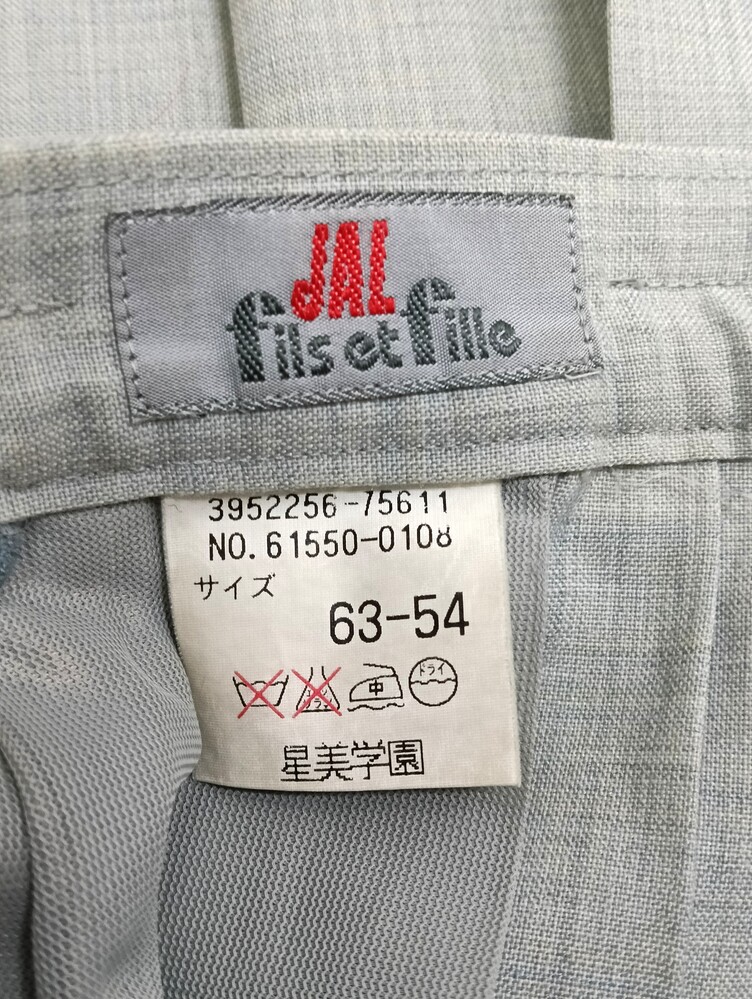 JAL
fils et fille
3952256-75611
NO. 61550-0108
サイズ
63-54
中
ドライ
星美学園